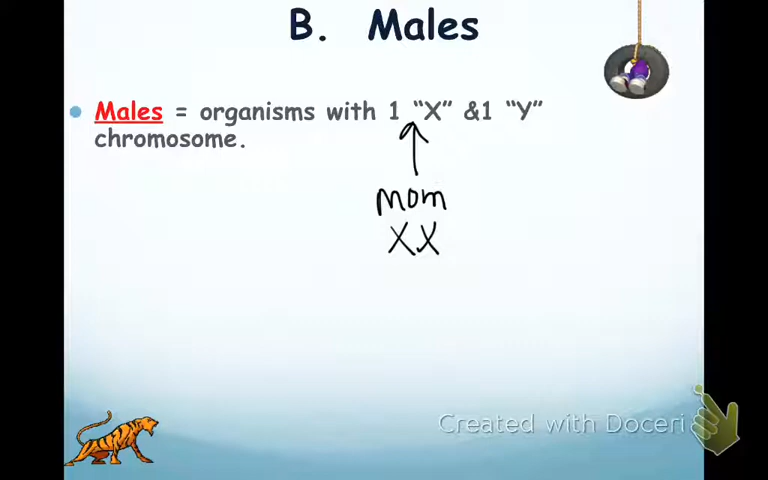 B. Males
Males = organisms with 1 “X” &1 “Y”
chromosome.
mom
XX
Created with Doceri